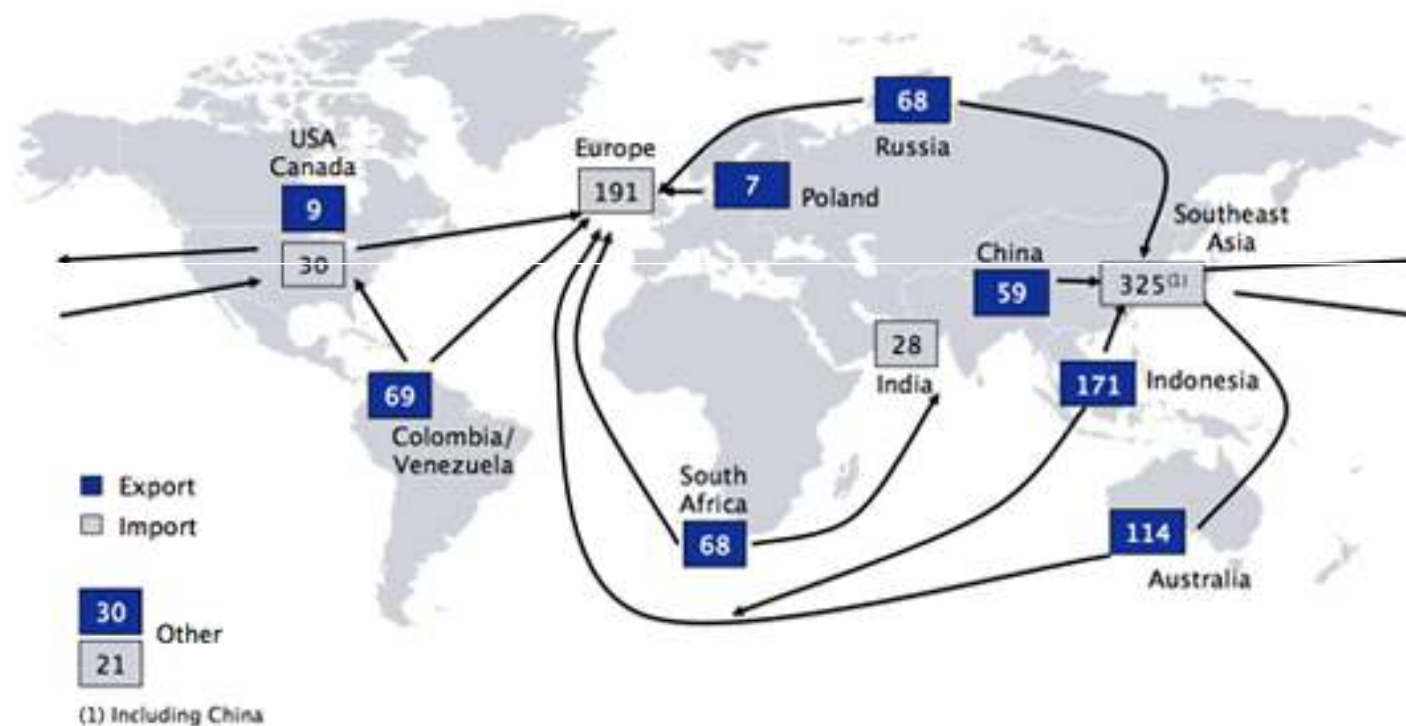 USA
Canada
9
30
Europe
191
68
Russia
7
Poland
Southeast
Asia
325(1)
China
59
28
India
171
Indonesia
69
Colombia/
Venezuela
South
Africa
68
114
Australia
Export
Import
30
Other
21
(1) Including China